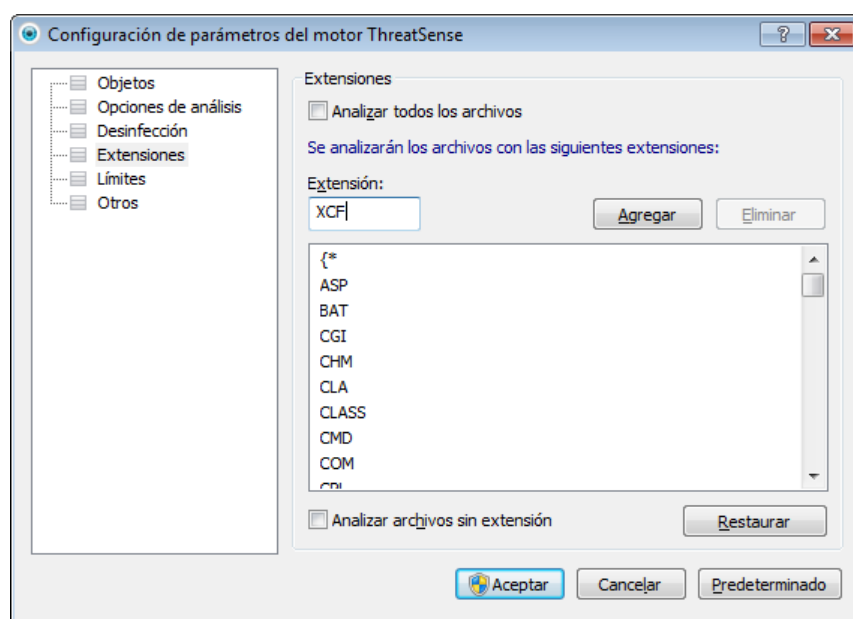 Configuración de parámetros del motor ThreatSense
Objetos
Opciones de análisis
Desinfección
Extensiones
Límites
Otros
Extensiones
Analizar todos los archivos
Se analizarán los archivos con las siguientes extensiones:
Extensión:
XCF
Agregar
Eliminar
{*
ASP
BAT
CGI
CHM
CLA
CLASS
CMD
COM
CPL
Analizar archivos sin extensión
Restaurar
Aceptar
Cancelar
Predeterminado